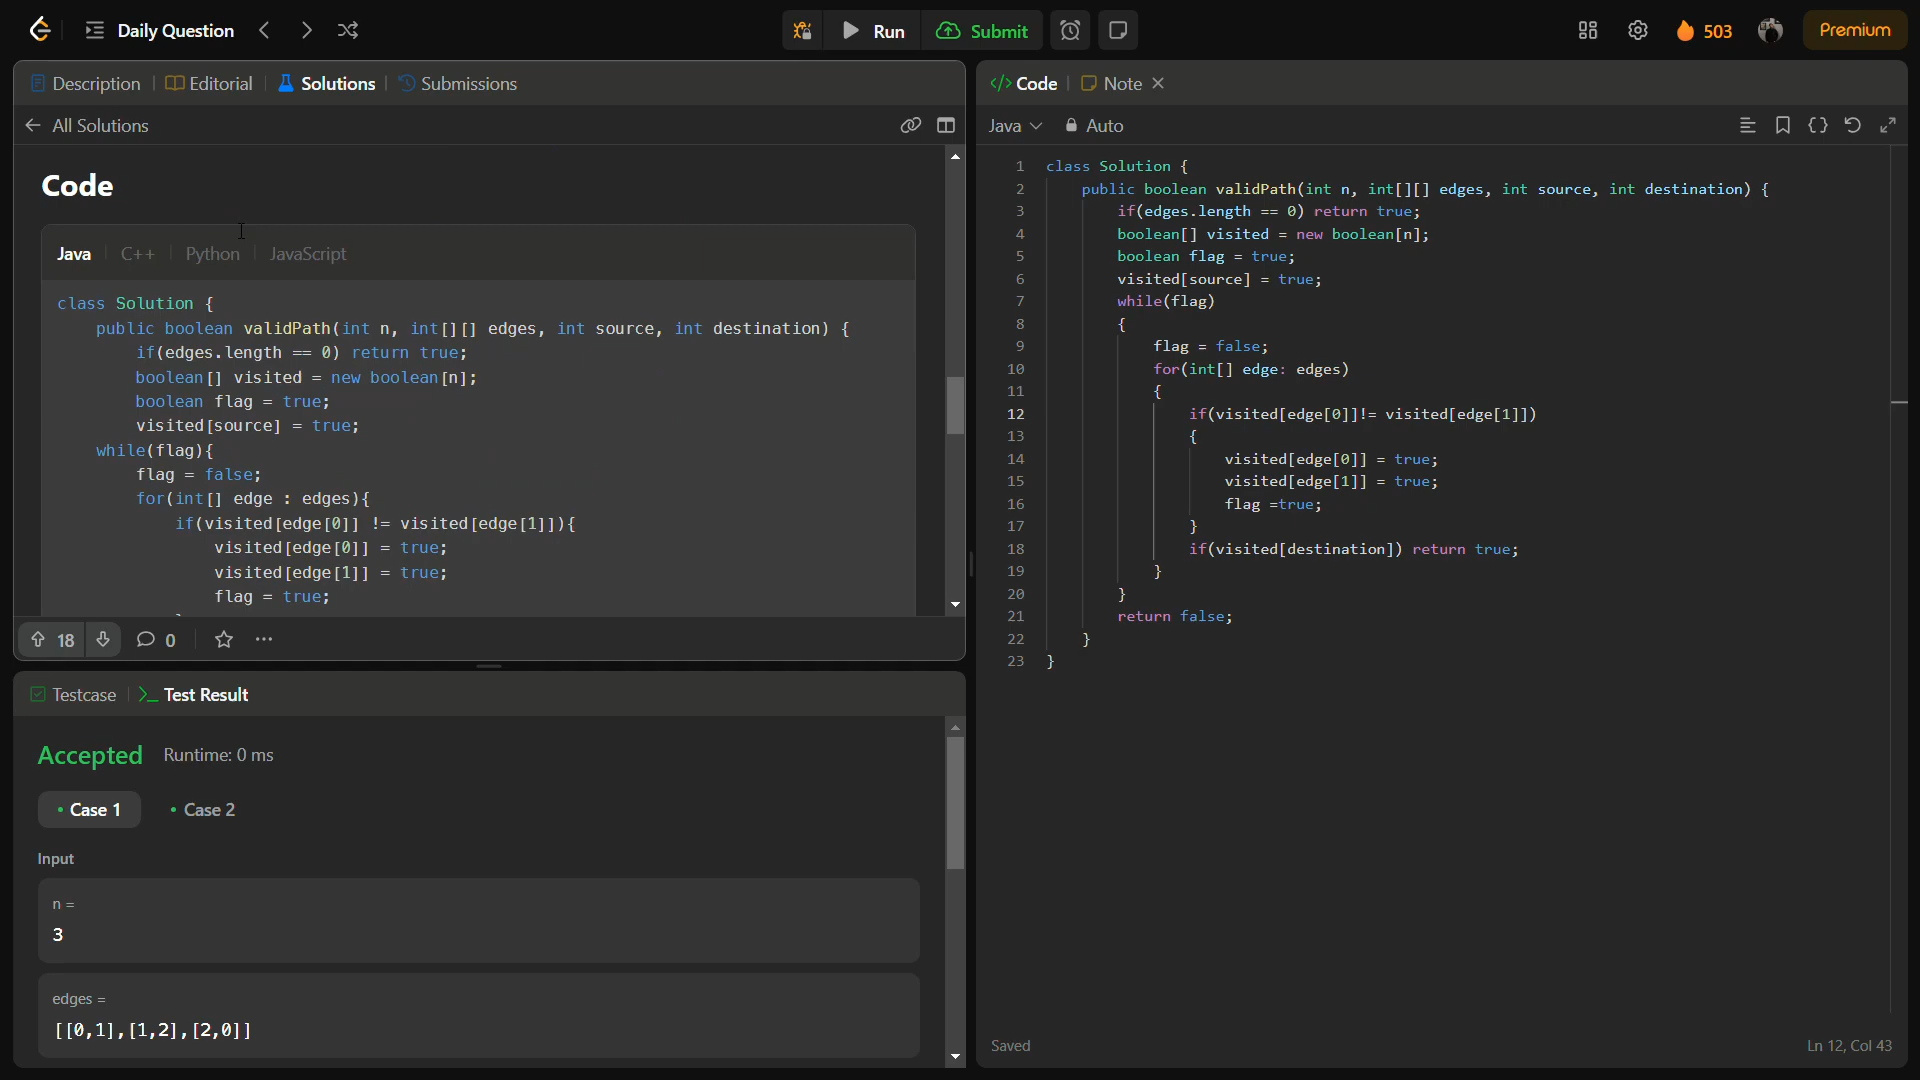 Daily Question
Run
Submit
503
Premium
Description
Editorial
Solutions
Submissions
All Solutions
Code
Java
C++
Python
JavaScript
class Solution {
public boolean validPath(int n, int[][] edges, int source, int destination) {
if(edges.length == 0) return true;
boolean[] visited = new boolean[n];
boolean flag = true;
visited[source] = true;
while(flag){
flag = false;
for(int[] edge : edges){
if(visited[edge[0]] != visited[edge[1]]){
visited[edge[0]] = true;
visited[edge[1]] = true;
flag = true;
18
0
Testcase
Test Result
Accepted
Runtime: 0 ms
Case 1
Case 2
Input
n =
3
edges =
[[0,1],[1,2],[2,0]]
</> Code
Note
Java
Auto
1 class Solution {
2 public boolean validPath(int n, int[][] edges, int source, int destination) {
3 if(edges.length == 0) return true;
4 boolean[] visited = new boolean[n];
5 boolean flag = true;
6 visited[source] = true;
7 while(flag)
8 {
9 flag = false;
10 for(int[] edge: edges)
11 {
12 if(visited[edge[0]]!= visited[edge[1]])
13 {
14 visited[edge[0]] = true;
15 visited[edge[1]] = true;
16 flag =true;
17 }
18 if(visited[destination]) return true;
19 }
20 }
21 return false;
22 }
23 }
Saved
Ln 12, Col 43